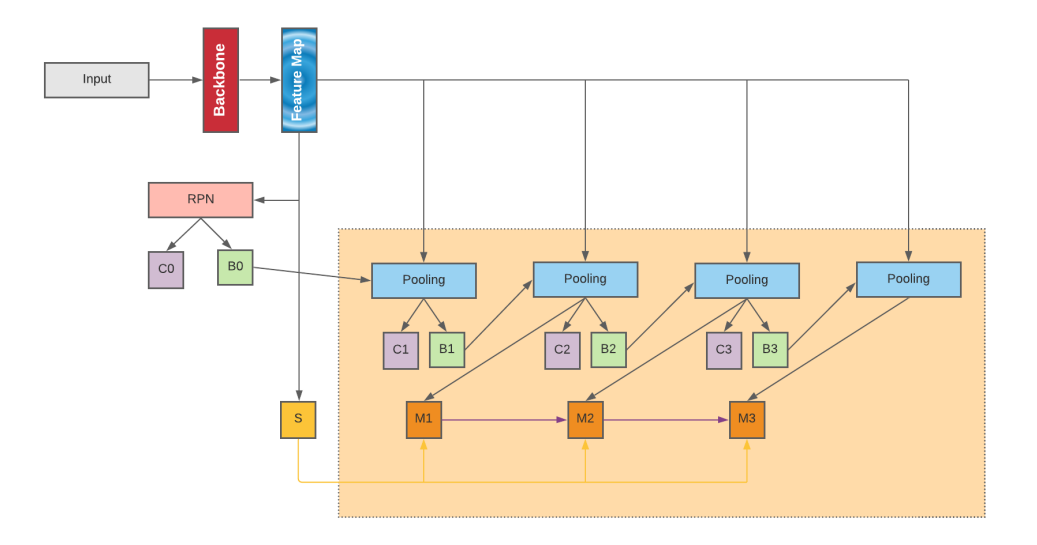 Input
Backbone
Feature Map
RPN
C0
B0
Pooling
Pooling
Pooling
Pooling
C1
B1
C2
B2
C3
B3
S
M1
M2
M3